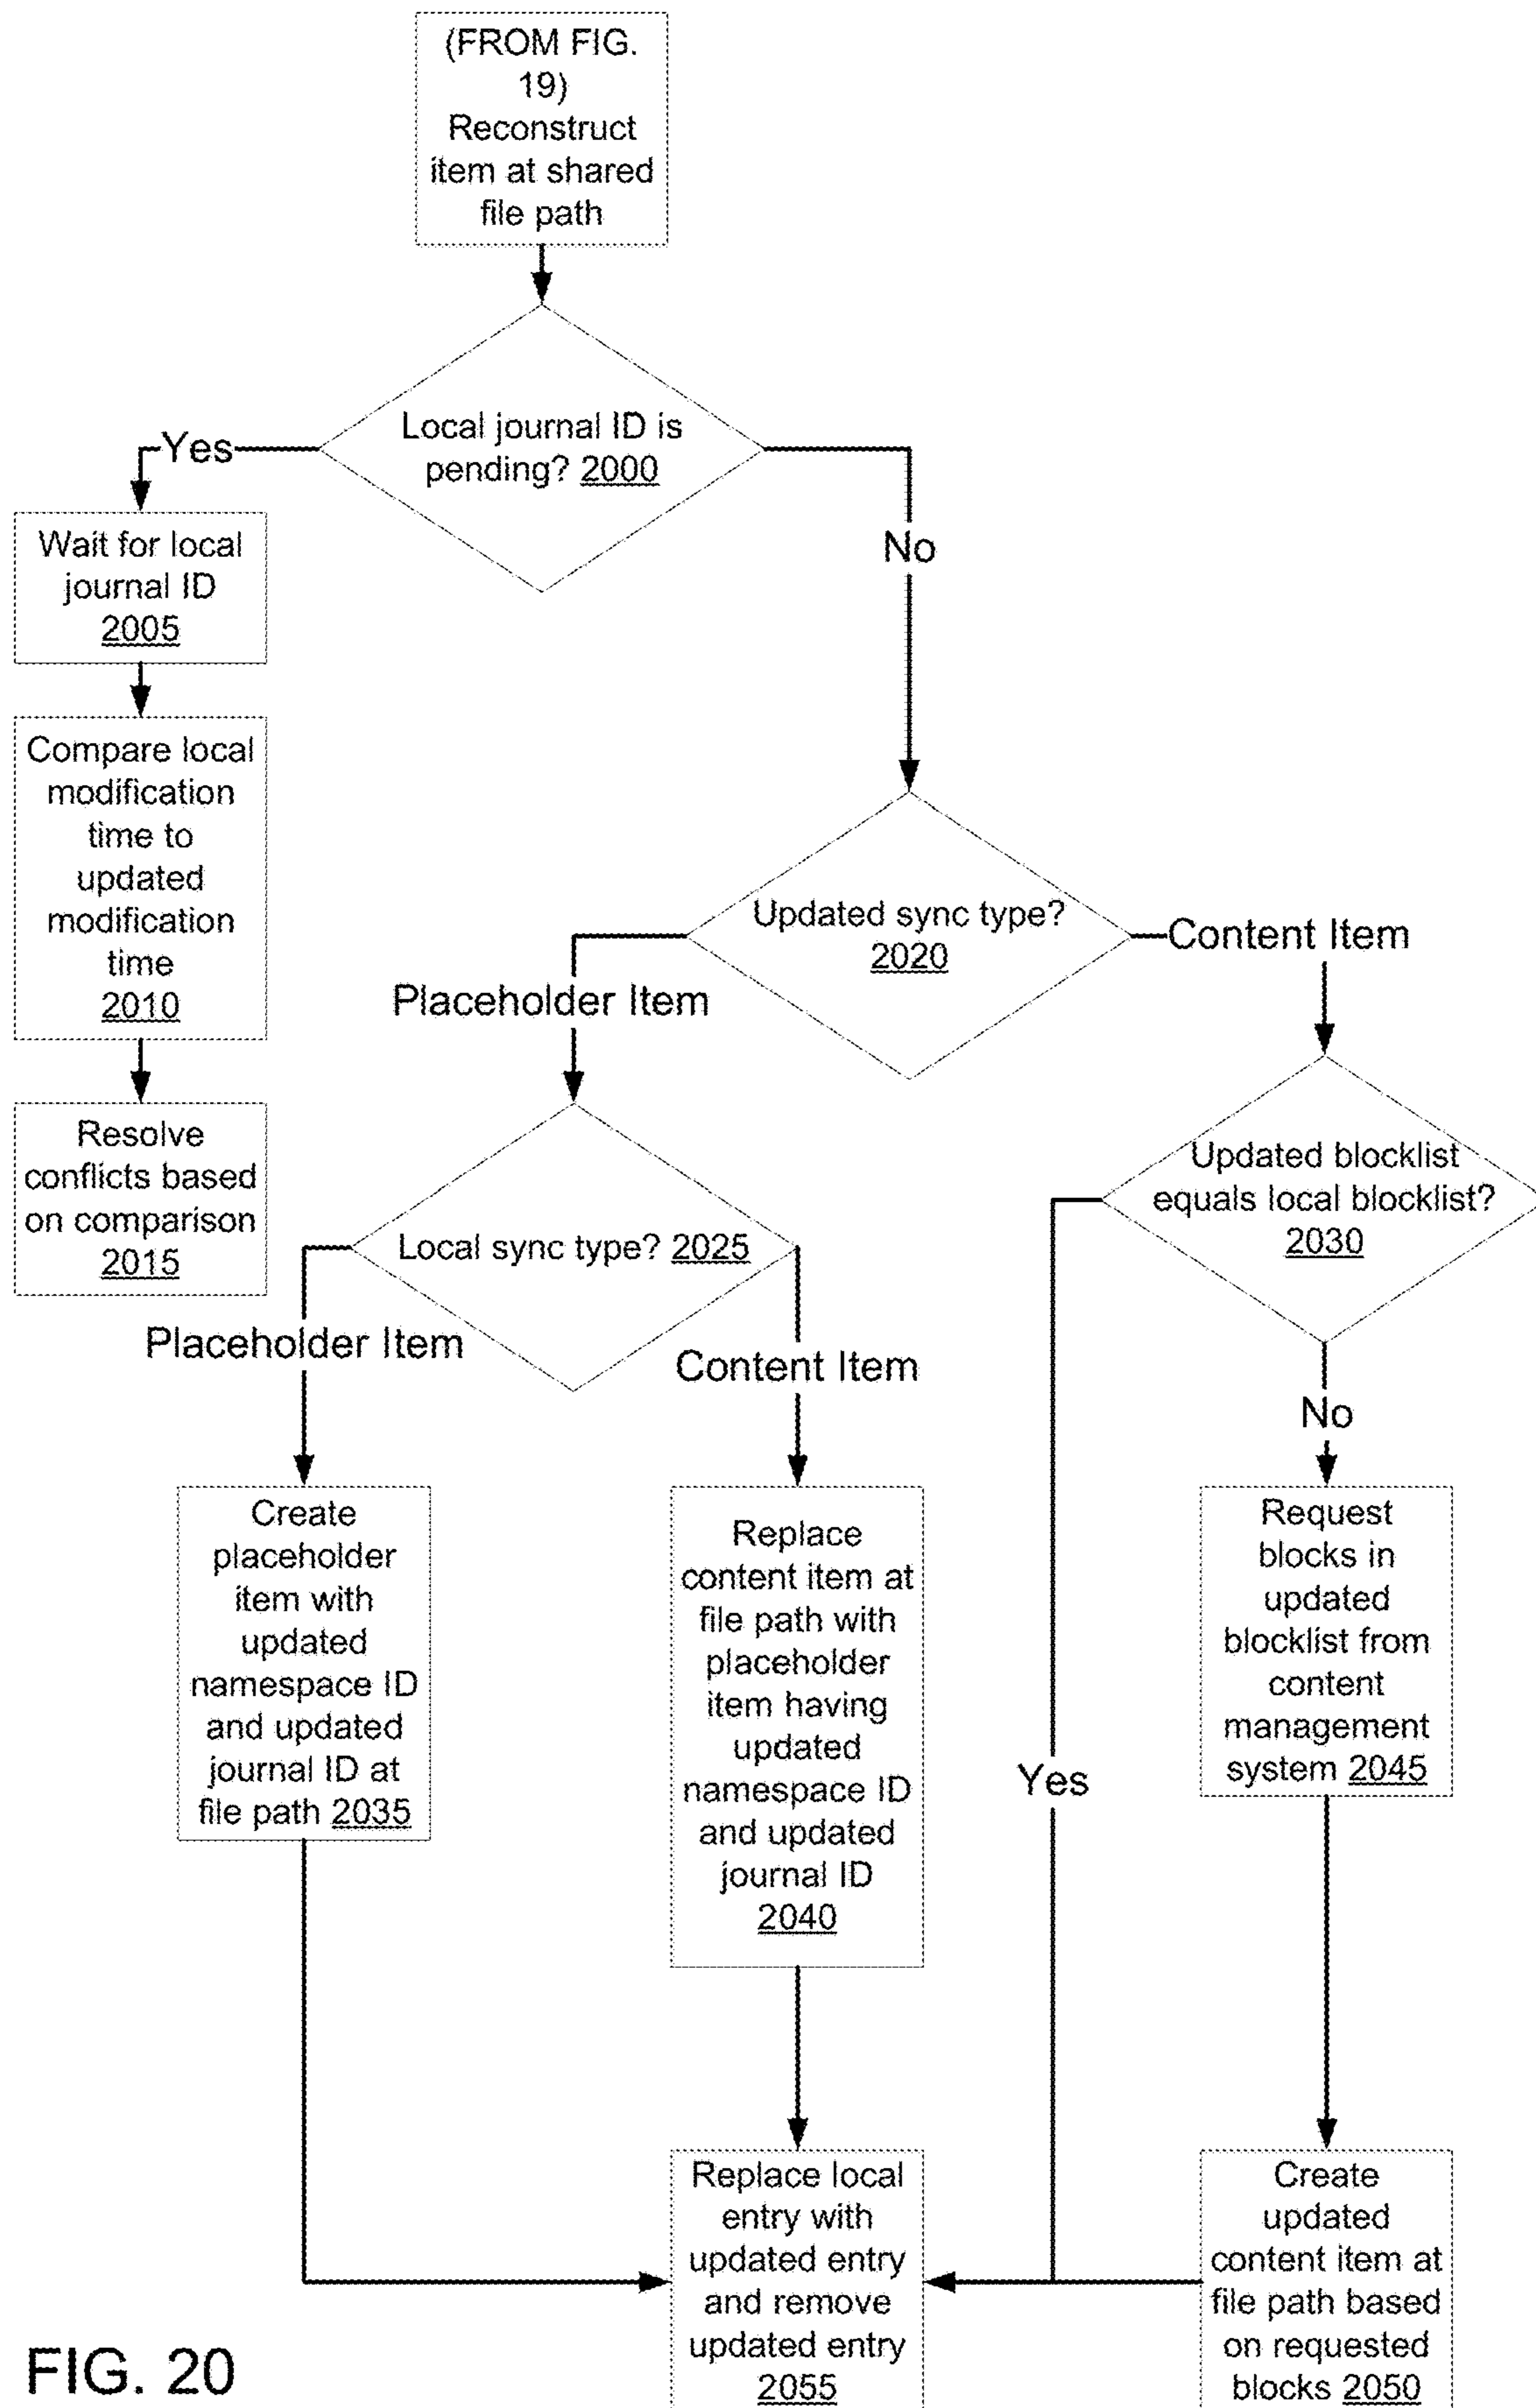 (FROM FIG.
19)
Reconstruct
item at shared
file path
Local journal ID is
pending? 2000
Yes
No
Wait for local
journal ID
2005
Compare local
modification
time to
updated
modification
time
2010
Resolve
conflicts based
on comparison
2015
Updated sync type?
2020
Placeholder Item
Content Item
Local sync type? 2025
Updated blocklist
equals local blocklist?
2030
Placeholder Item
Content Item
No
Yes
Create
placeholder
item with
updated
namespace ID
and updated
journal ID at
file path 2035
Replace
content item at
file path with
placeholder
item having
updated
namespace ID
and updated
journal ID
2040
Request
blocks in
updated
blocklist from
content
management
system 2045
Replace local
entry with
updated entry
and remove
updated entry
2055
Create
updated
content item at
file path based
on requested
blocks 2050
FIG. 20